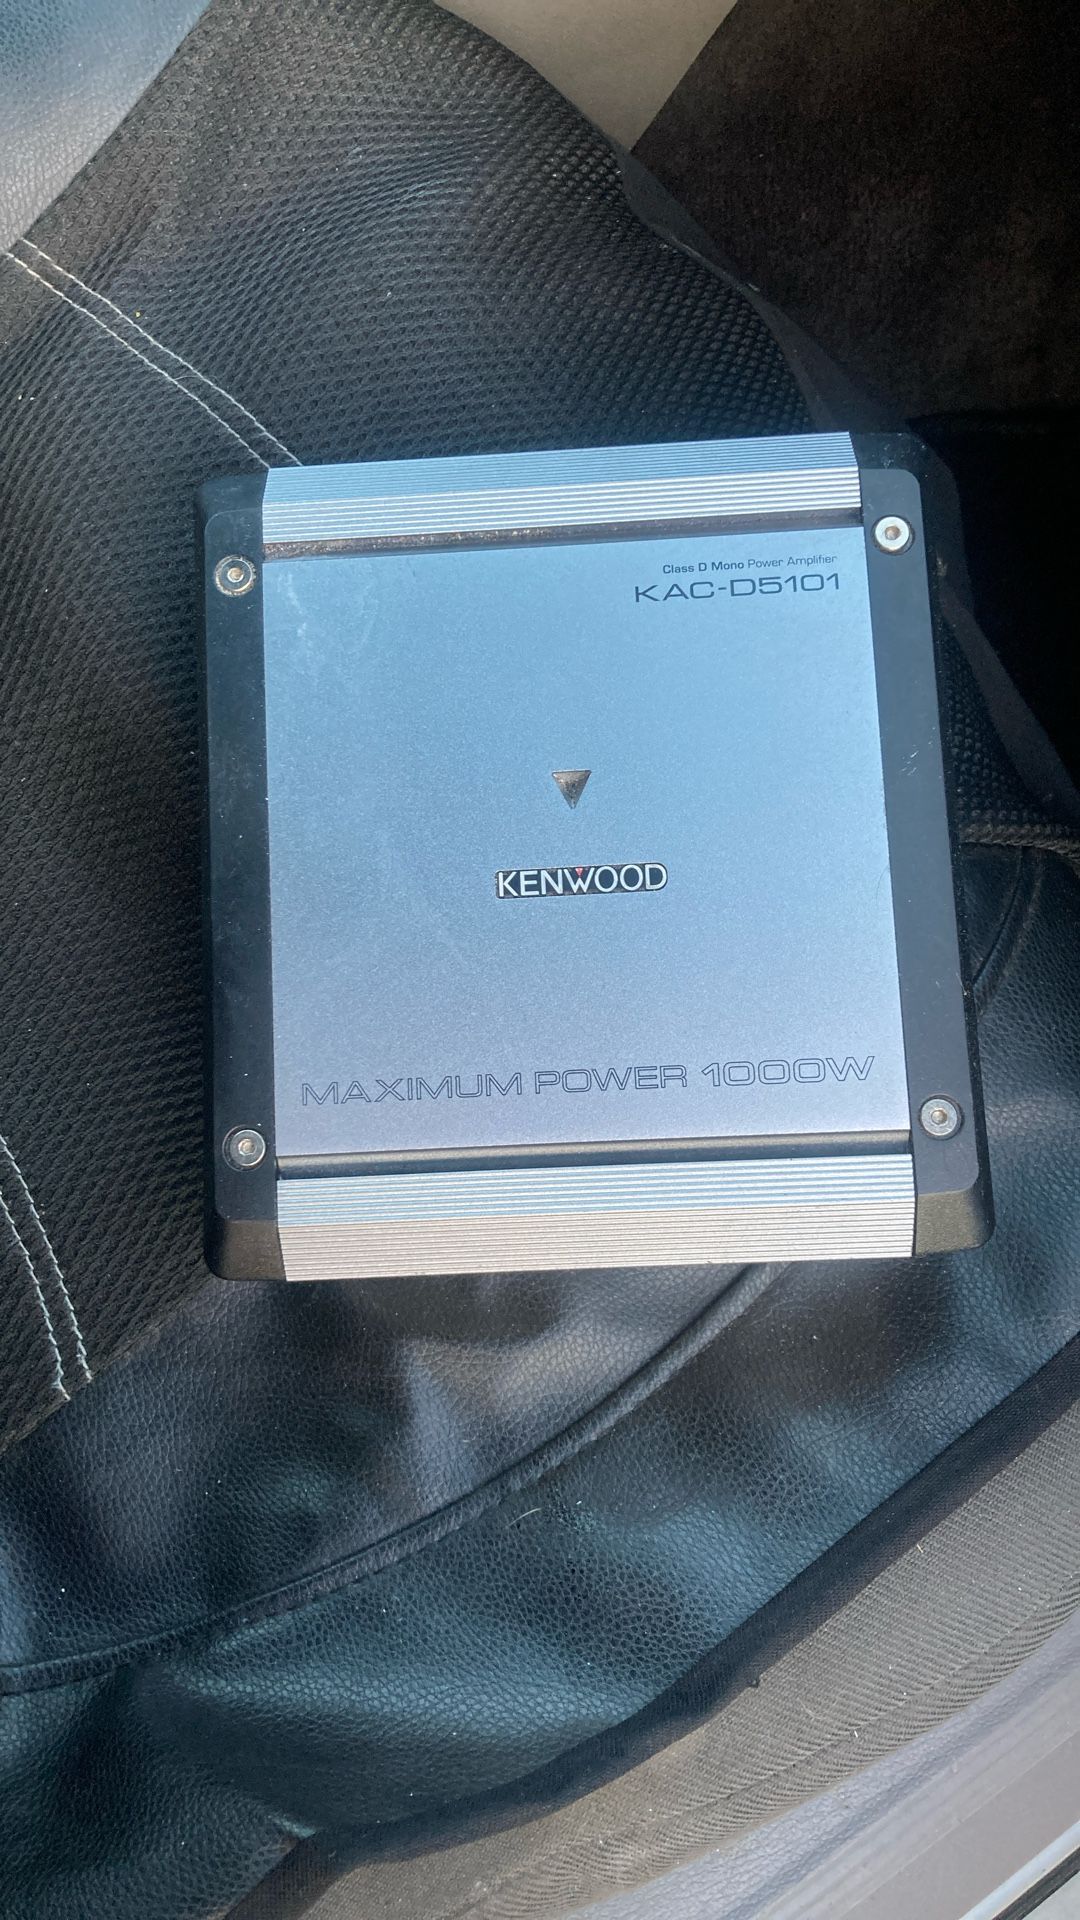 Class D Mono Power Amplifier
KAC-D5101
KENWOOD
MAXIMUM POWER 1000W